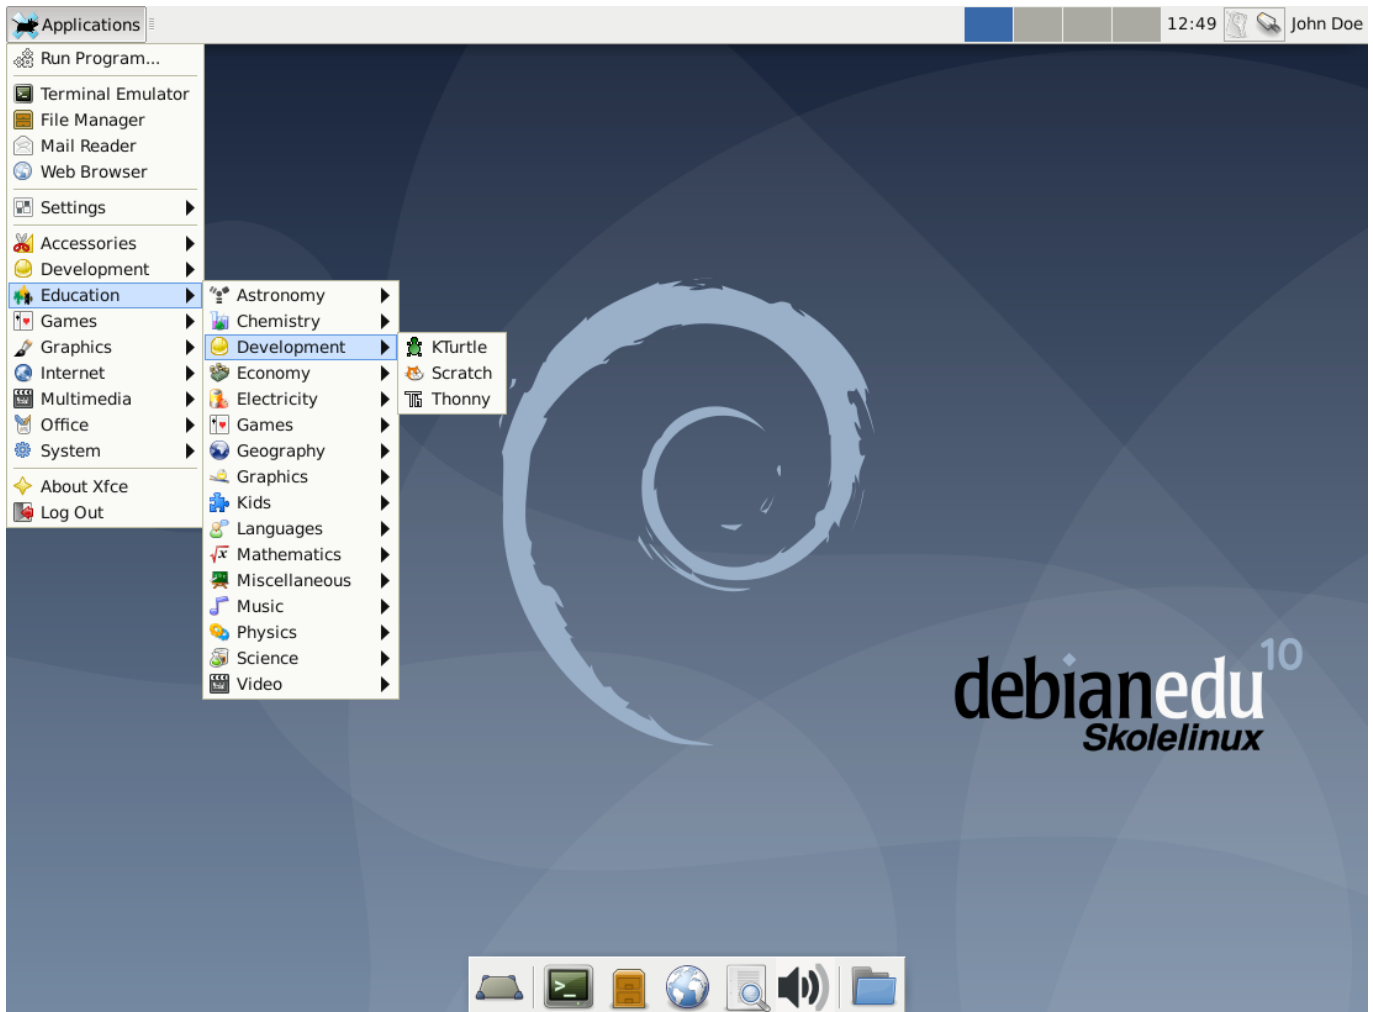 Applications
12:49
John Doe
Run Program...
Terminal Emulator
File Manager
Mail Reader
Web Browser
Settings
Accessories
Development
Education
Games
Graphics
Internet
Multimedia
Office
System
About Xfce
Log Out
Astronomy
Chemistry
Development
Economy
Electricity
Games
Geography
Graphics
Kids
Languages
Mathematics
Miscellaneous
Music
Physics
Science
Video
KTurtle
Scratch
Thonny
debianedu 10
Skolelinux